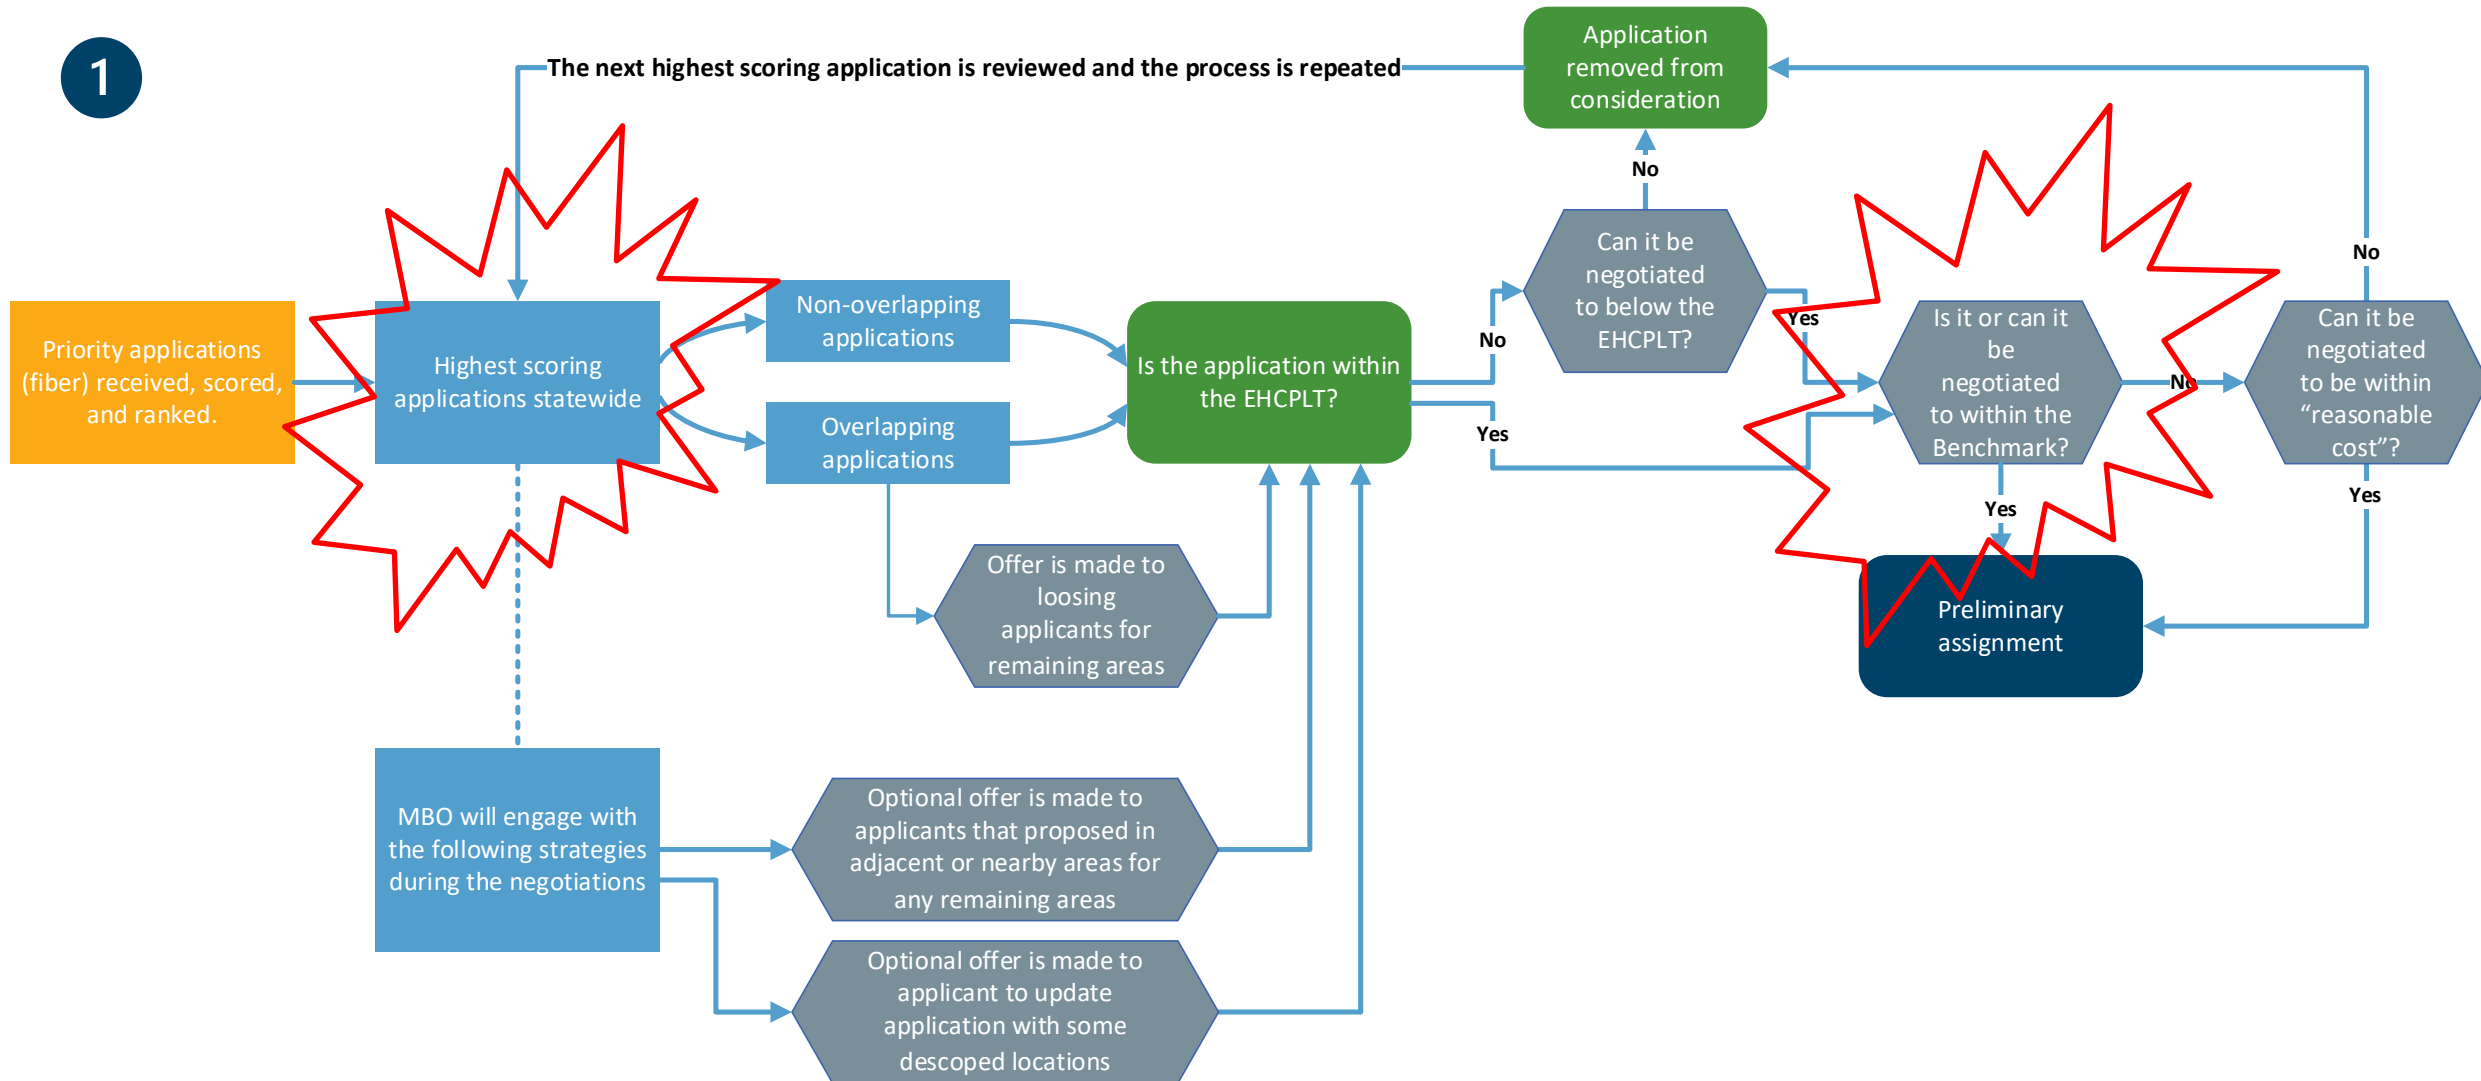 1
The next highest scoring application is reviewed and the process is repeated
Application
removed from
consideration
No
Can it be
negotiated
to below the
EHCPLT?
Yes
No
Priority applications
(fiber) received, scored,
and ranked.
Highest scoring
applications statewide
Non-overlapping
applications
Overlapping
applications
Is the application within
the EHCPLT?
No
Yes
Is it or can it
be
negotiated
to within the
Benchmark?
No
Yes
Can it be
negotiated
to be within
“reasonable
cost”?
Yes
Offer is made to
loosing
applicants for
remaining areas
Preliminary
assignment
MBO will engage with
the following strategies
during the negotiations
Optional offer is made to
applicants that proposed in
adjacent or nearby areas for
any remaining areas
Optional offer is made to
applicant to update
application with some
descoped locations